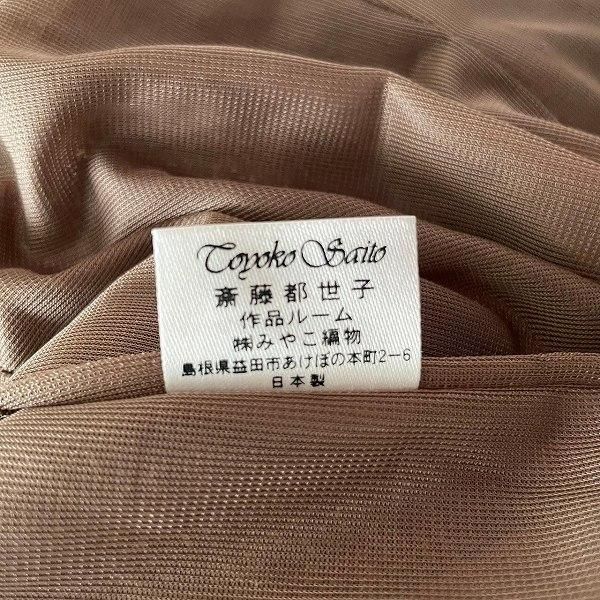 Toyoko Saito
斎藤都世子
作品ルーム
㈱みやこ編物
島根県益田市あけぼの本町2-6
日本製